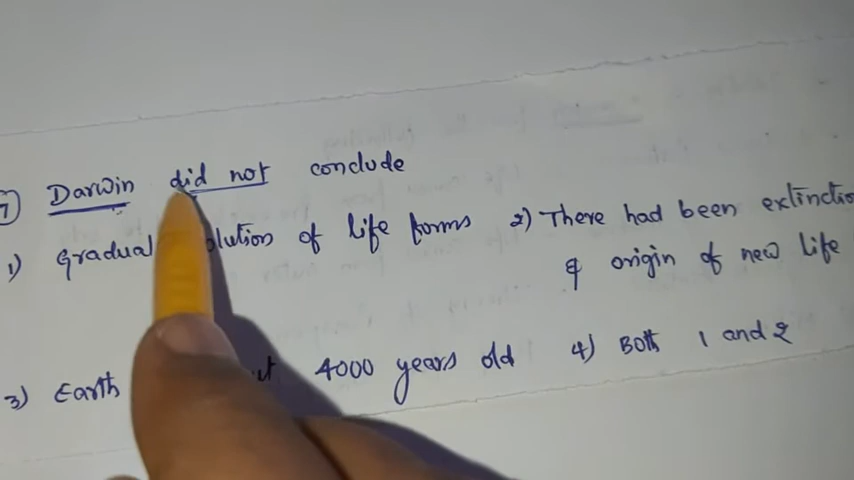 7) Darwin did not conclude
1) Gradual of life forms 2) There had been
& origin of new life
3) Earth 4000 years old 4) Both 1 and 2